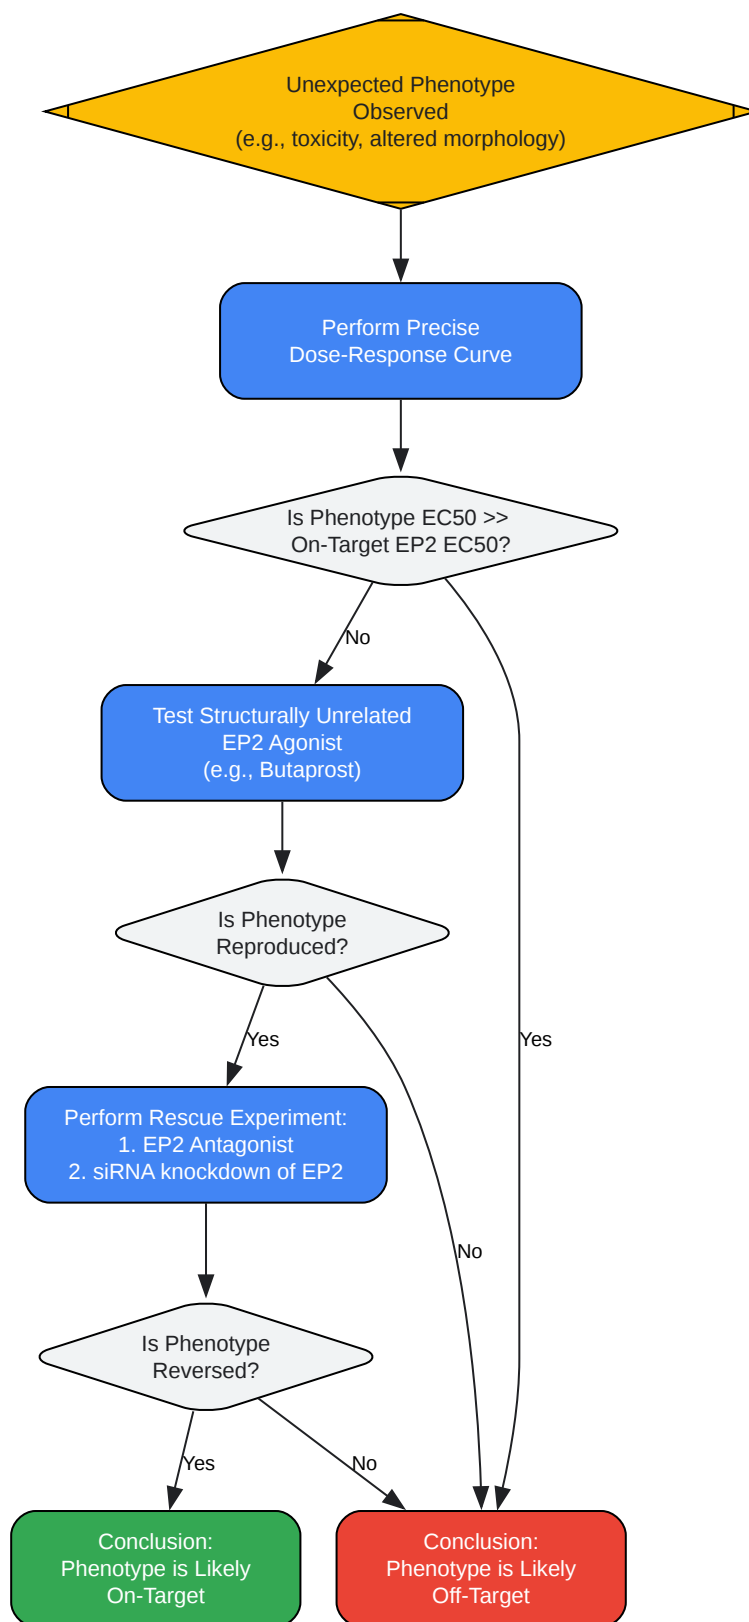 Unexpected Phenotype
Observed
(e.g., toxicity, altered morphology)
Perform Precise
Dose-Response Curve
Is Phenotype EC50 >>
On-Target EP2 EC50?
No
Test Structurally Unrelated
EP2 Agonist
(e.g., Butaprost)
Is Phenotype
Reproduced?
Yes
Yes
Perform Rescue Experiment:
1. EP2 Antagonist
2. siRNA knockdown of EP2
No
Is Phenotype
Reversed?
Yes
No
Conclusion:
Phenotype is Likely
On-Target
Conclusion:
Phenotype is Likely
Off-Target